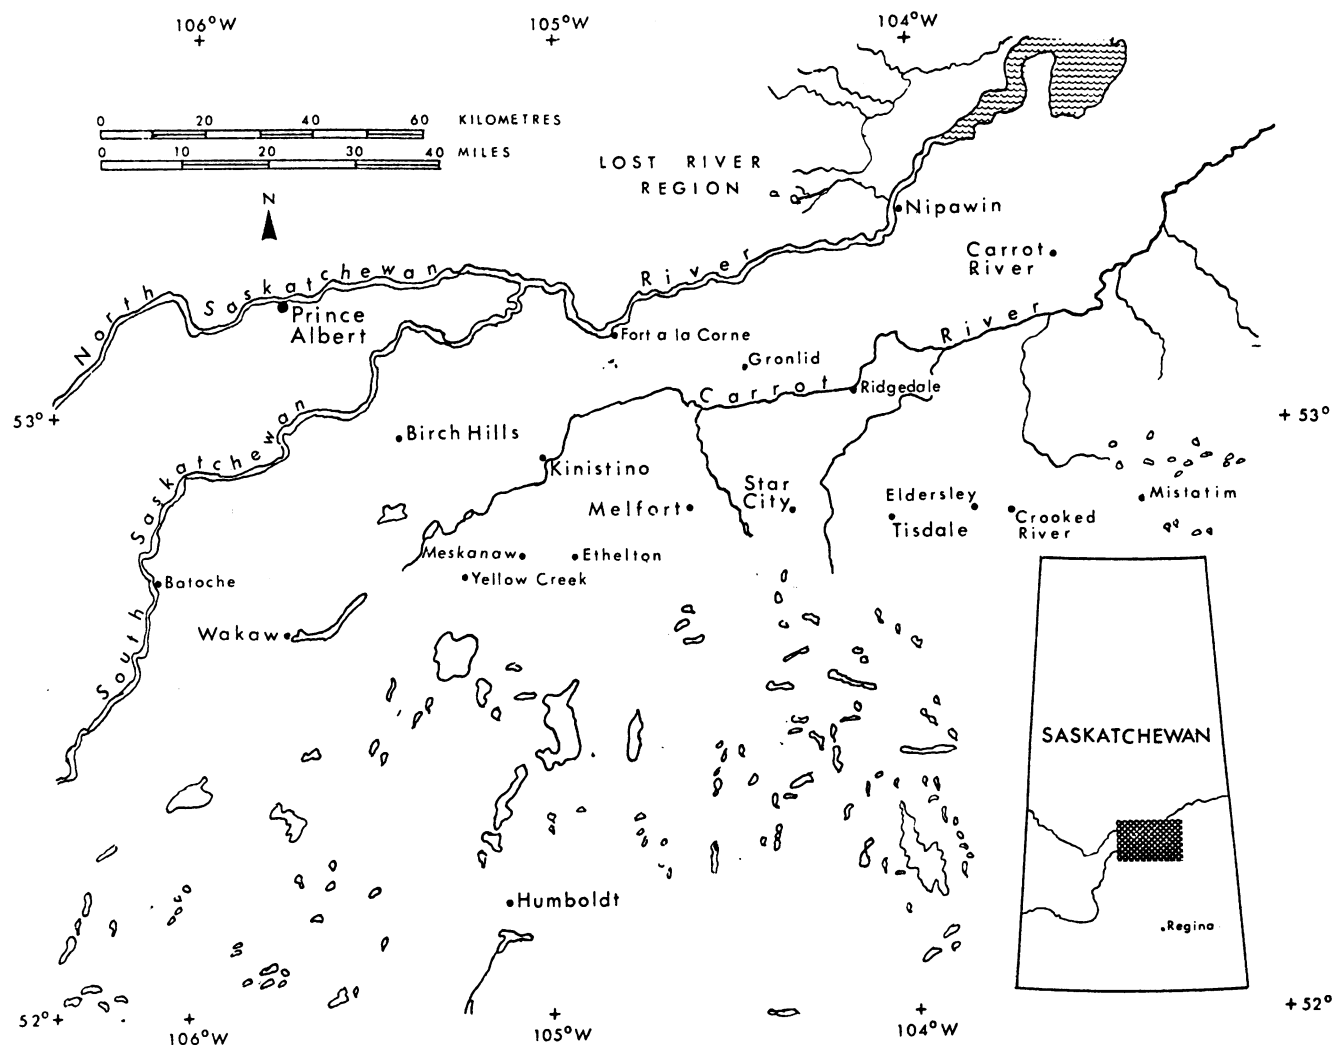 106°W 105°W 104°W
0 20 40 60 KILOMETRES
0 10 20 30 40 MILES
N
LOST RIVER
REGION
Nipawin
Carrot
River
North Saskatchewan River
Prince
Albert
Fort a la Corne
Gronlid
Carrot River
Ridgedale
53° 53°
South Saskatchewan
Birch Hills
Kinistino
Melfort
Star
City
Eldersley
Tisdale
Crooked
River
Mistatim
Meskanaw
Ethelton
Yellow Creek
Batoche
Wakaw
SASKATCHEWAN
Regina
Humboldt
52° 52°
106°W 105°W 104°W